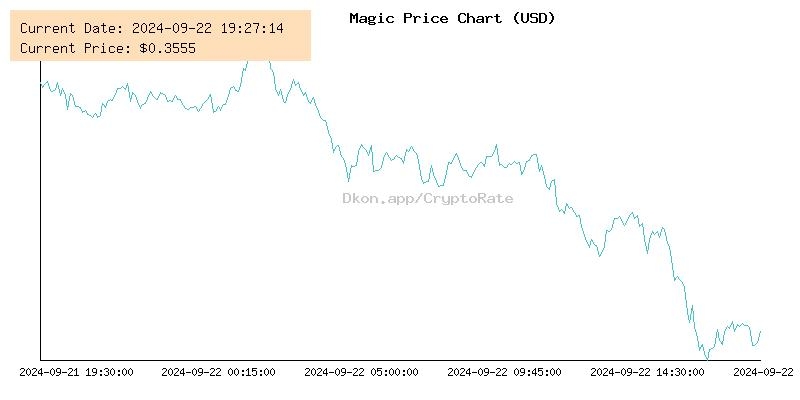 Magic Price Chart (USD)
Current Date: 2024-09-22 19:27:14
Current Price: $0.3555
Dkon.app/CryptoRate
2024-09-21 19:30:00 2024-09-22 00:15:00 2024-09-22 05:00:00 2024-09-22 09:45:00 2024-09-22 14:30:00 2024-09-22